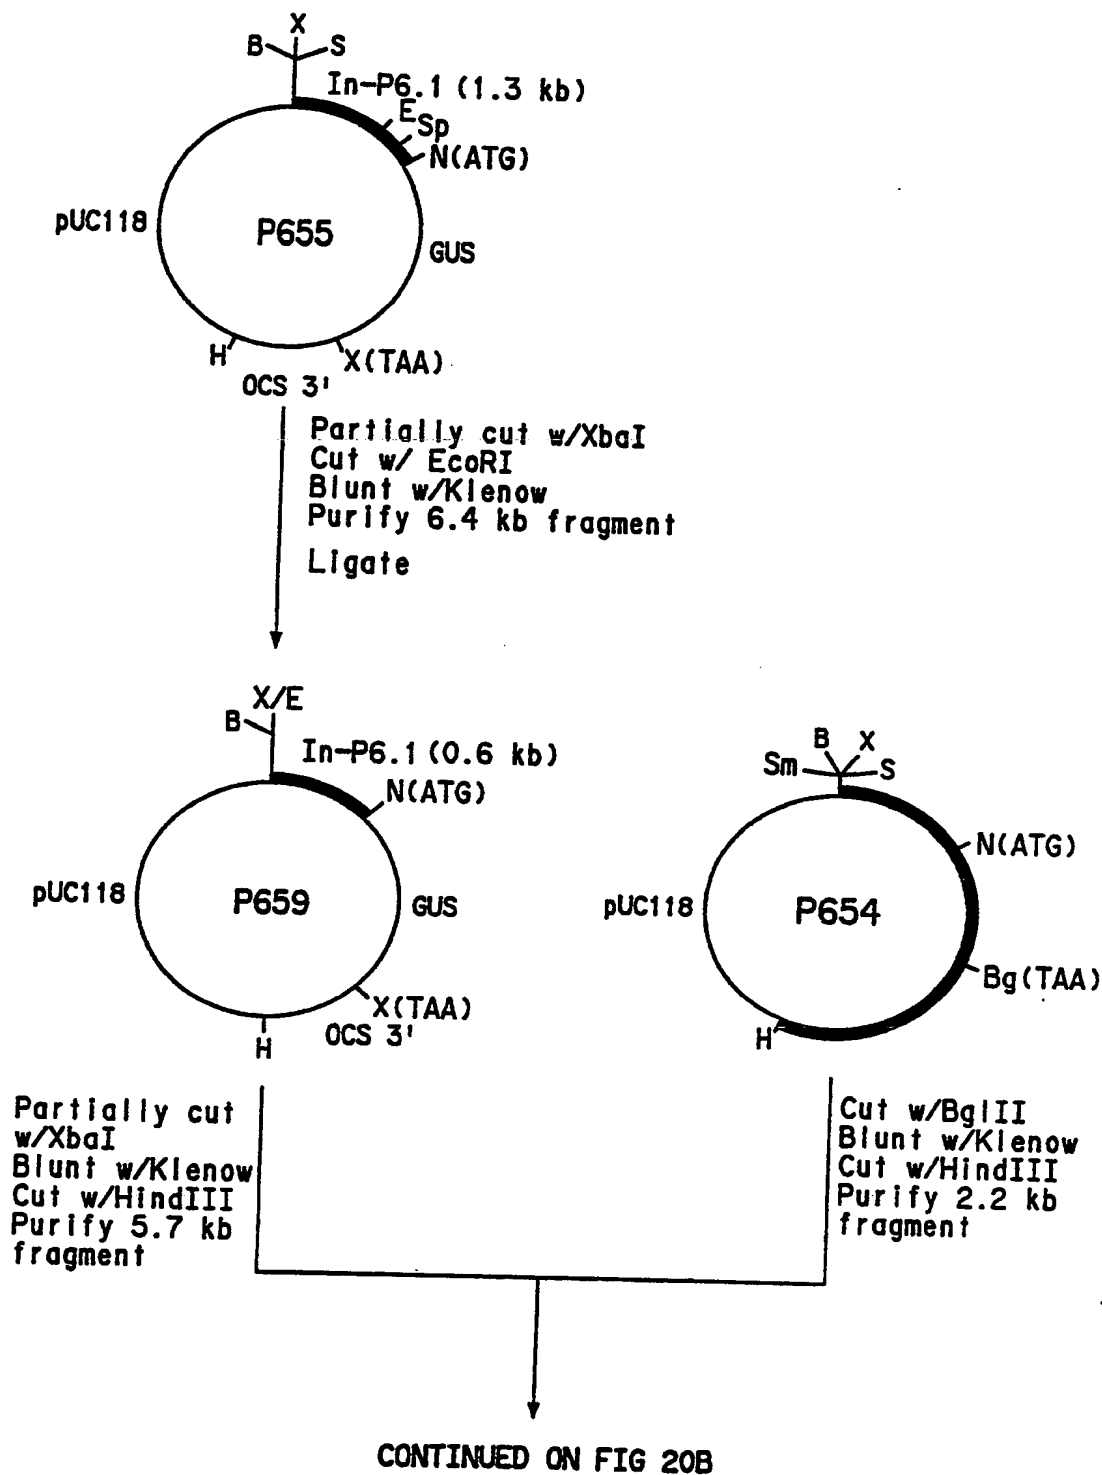 X
B S
In-P6.1 (1.3 kb)
E
Sp
N(ATG)
pUC118
P655
GUS
H
X(TAA)
OCS 3'
Partially cut w/XbaI
Cut w/ EcoRI
Blunt w/Klenow
Purify 6.4 kb fragment
Ligate
X/E
B
In-P6.1 (0.6 kb)
N(ATG)
pUC118
P659
GUS
X(TAA)
OCS 3'
H
B X
Sm S
N(ATG)
pUC118
P654
Bg(TAA)
H
Partially cut
w/XbaI
Blunt w/Klenow
Cut w/HindIII
Purify 5.7 kb
fragment
Cut w/BglII
Blunt w/Klenow
Cut w/HindIII
Purify 2.2 kb
fragment
CONTINUED ON FIG 20B